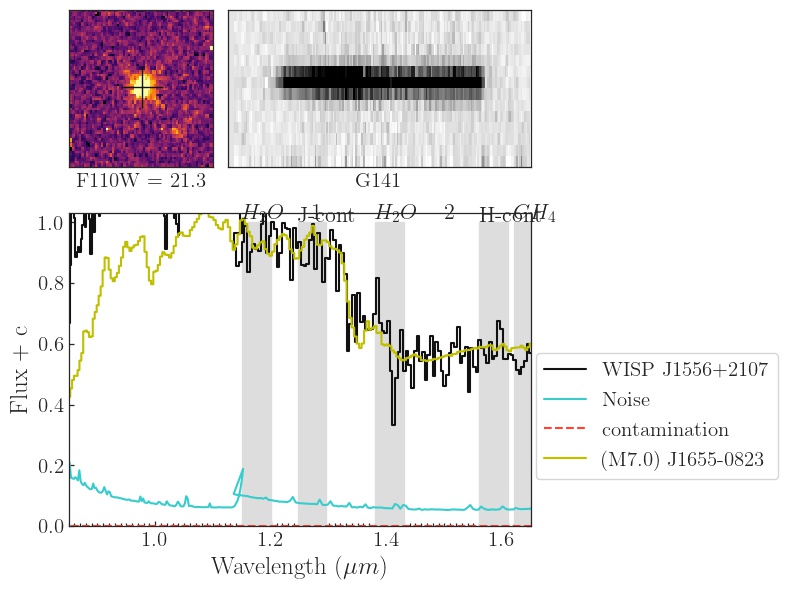 F110W = 21.3
G141
H₂O 1
J-cont
H₂O 2
H-cont
CH₄
1.0
0.8
0.6
0.4
0.2
0.0
Flux + c
1.0 1.2 1.4 1.6
Wavelength (μm)
WISP J1556+2107
Noise
contamination
(M7.0) J1655-0823